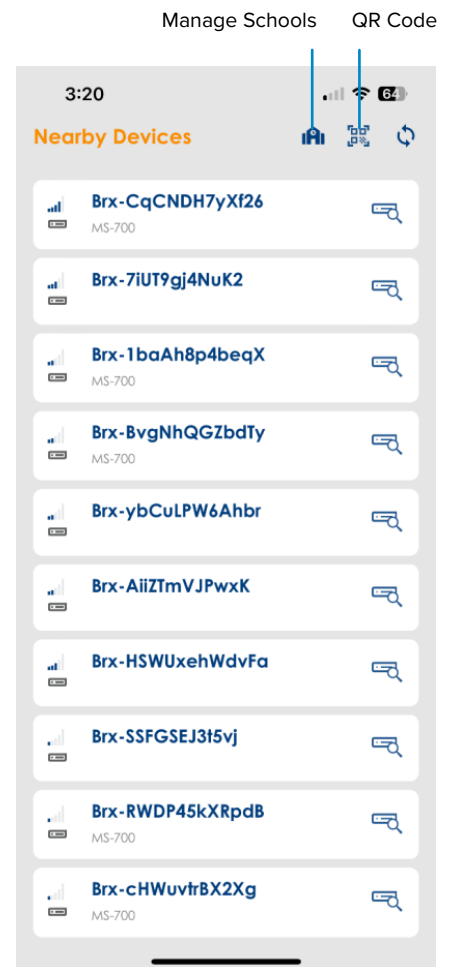 Manage Schools QR Code
3:20 64
Nearby Devices
Brx-CqCNDH7yXf26
MS-700
Brx-7iUT9gj4NuK2
Brx-1baAh8p4beqX
MS-700
Brx-BvgNhQGZbdTy
MS-700
Brx-ybCuLPW6Ahbr
Brx-AiiZTmVJPwxK
Brx-HSWUxehWdvFa
Brx-SSFGSEJ3t5vj
Brx-RWDP45kXRpdB
MS-700
Brx-cHWuvtrBX2Xg
MS-700